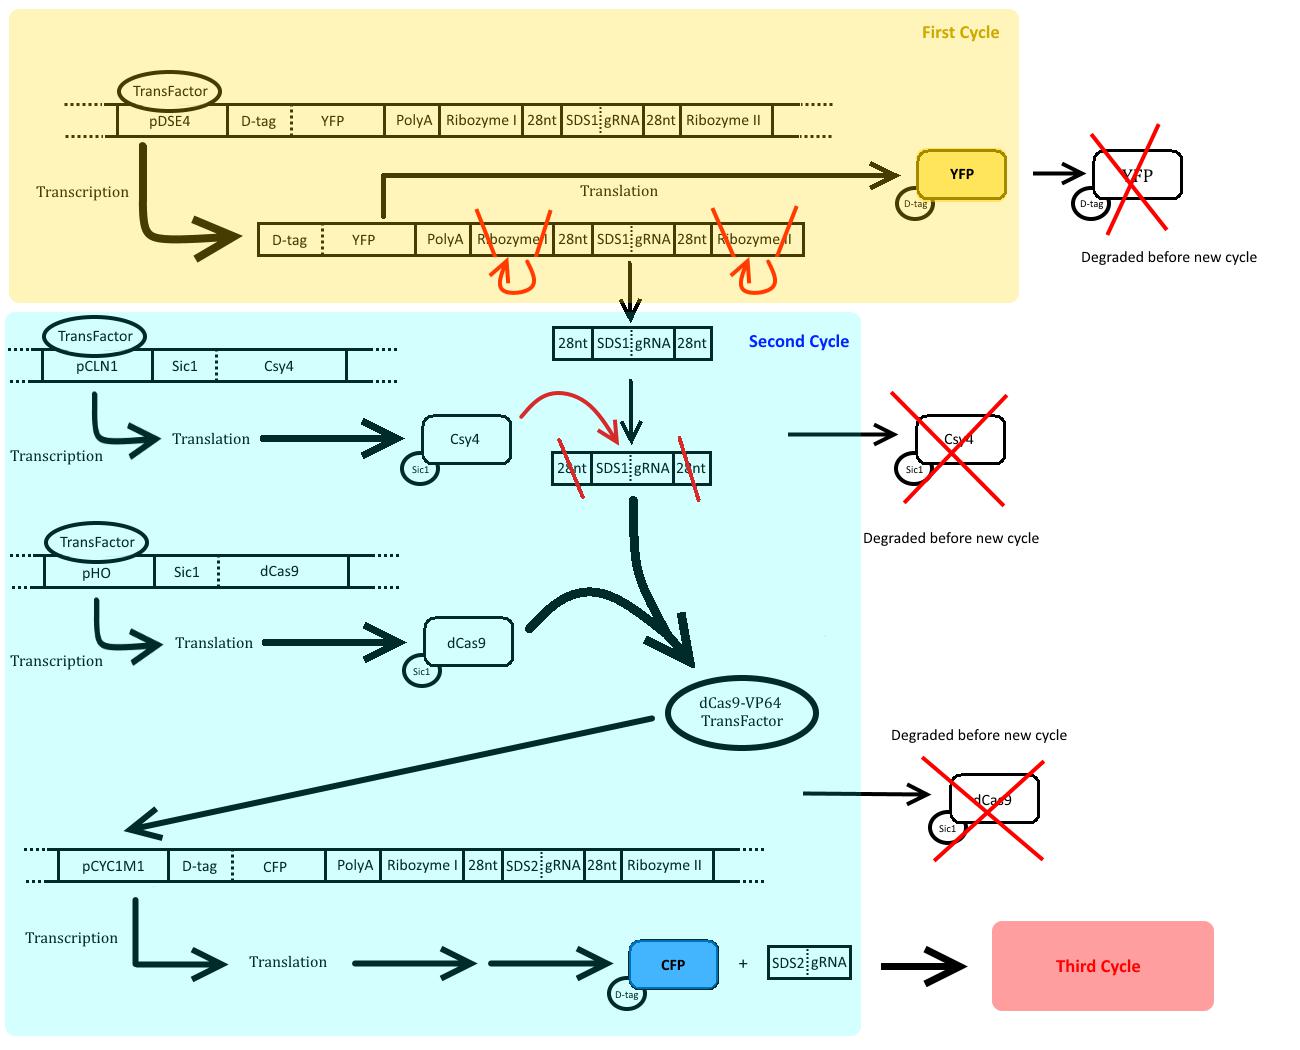 First Cycle
TransFactor
pDSE4 D-tag YFP PolyA Ribozyme I 28nt SDS1 gRNA 28nt Ribozyme II
Transcription
Translation
YFP
D-tag
YFP
D-tag
Degraded before new cycle
D-tag YFP PolyA Ribozyme I 28nt SDS1 gRNA 28nt Ribozyme II
Second Cycle
28nt SDS1 gRNA 28nt
TransFactor
pCLN1 Sic1 Csy4
Transcription
Translation
Csy4
Sic1
28nt SDS1 gRNA 28nt
Csy4
Sic1
Degraded before new cycle
TransFactor
pHO Sic1 dCas9
Transcription
Translation
dCas9
Sic1
dCas9-VP64
TransFactor
Degraded before new cycle
dCas9
Sic1
pCYC1M1 D-tag CFP PolyA Ribozyme I 28nt SDS2 gRNA 28nt Ribozyme II
Transcription
Translation
CFP
D-tag
+
SDS2 gRNA
Third Cycle